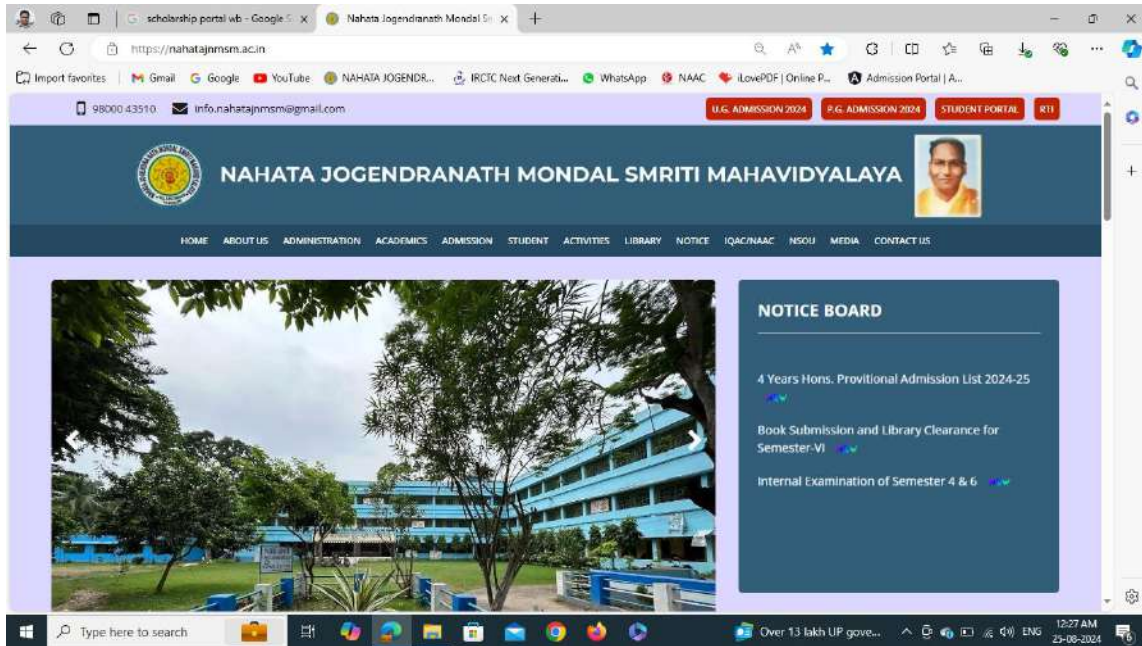 scholarship portal wb - Google S
Nahata Jogendranath Mondal Sm
https://nahatajnmsm.ac.in
Import favorites
Gmail
Google
YouTube
NAHATA JOGENDR...
IRCTC Next Generati...
WhatsApp
NAAC
iLovePDF | Online P...
Admission Portal | A...
98000 43510
info.nahatajnmsm@gmail.com
U.G. ADMISSION 2024
P.G. ADMISSION 2024
STUDENT PORTAL
RTI
NAHATA JOGENDRANATH MONDAL SMRITI MAHAVIDYALAYA
HOME ABOUT US ADMINISTRATION ACADEMICS ADMISSION STUDENT ACTIVITIES LIBRARY NOTICE IQAC/NAAC NSOU MEDIA CONTACT US
NOTICE BOARD
4 Years Hons. Provitional Admission List 2024-25
Book Submission and Library Clearance for
Semester-VI
Internal Examination of Semester 4 & 6
Type here to search
Over 13 lakh UP gove...
ENG
12:27 AM
25-08-2024